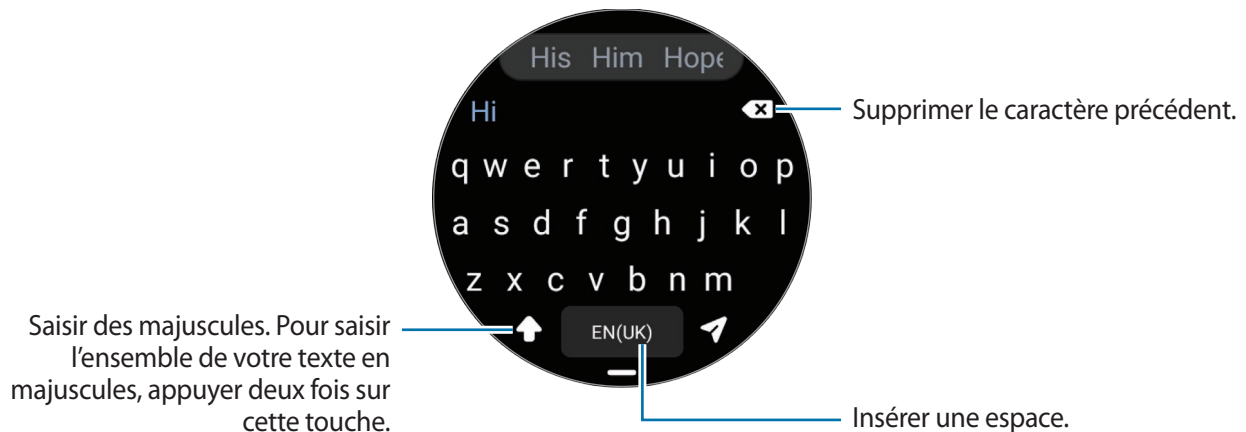 His Him Hope
Hi
Supprimer le caractère précédent.
q w e r t y u i o p
a s d f g h j k l
z x c v b n m
Saisir des majuscules. Pour saisir
l'ensemble de votre texte en
majuscules, appuyer deux fois sur
cette touche.
EN(UK)
Insérer une espace.